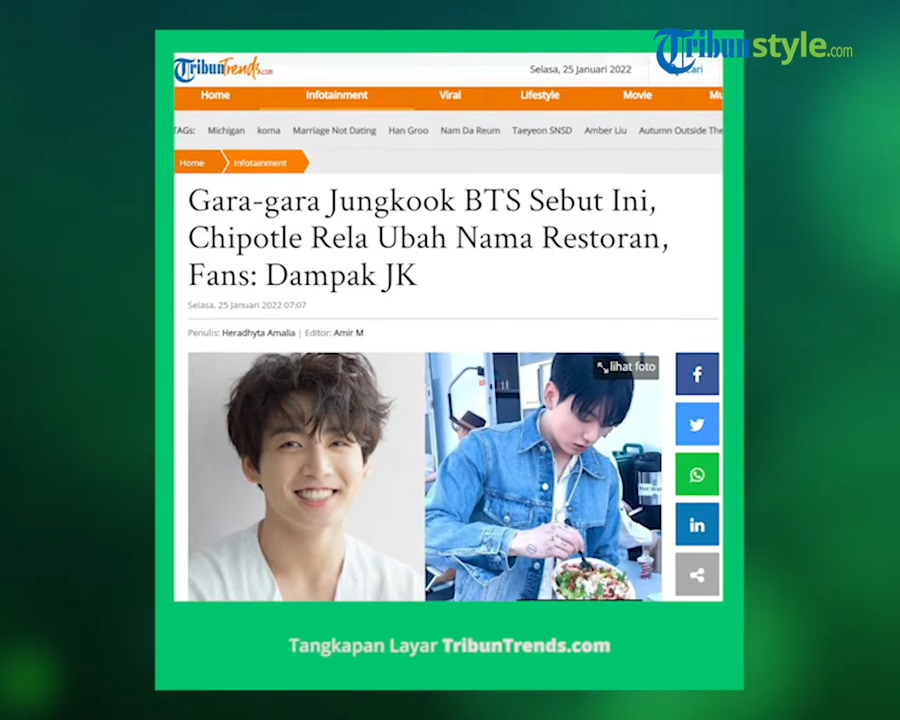 Tribunstyle.com
TribunTrends.com
Selasa, 25 Januari 2022
cari
Home Infotainment Viral Lifestyle Movie Mu
TAGs: Michigan koma Marriage Not Dating Han Groo Nam Da Reum Taeyeon SNSD Amber Liu Autumn Outside The
Home Infotainment
Gara-gara Jungkook BTS Sebut Ini,
Chipotle Rela Ubah Nama Restoran,
Fans: Dampak JK
Selasa, 25 Januari 2022 07:07
Penulis: Heradhyta Amalia | Editor: Amir M
lihat foto
Tangkapan Layar TribunTrends.com